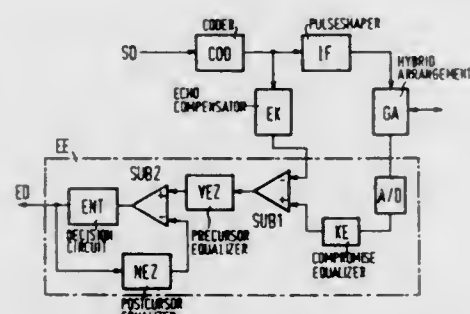 CODER
PULSESHAPER
SD
COD
IF
HYBRID
ARRANGEMENT
ECHO
COMPENSATOR
EK
GA
EE
SUB2
ED
ENT
VEZ
SUB1
A/D
DECISION
CIRCUIT
PRECURSOR
EQUALIZER
KE
COMPROMISE
EQUALIZER
NEZ
POSTCURSOR
EQUALIZER